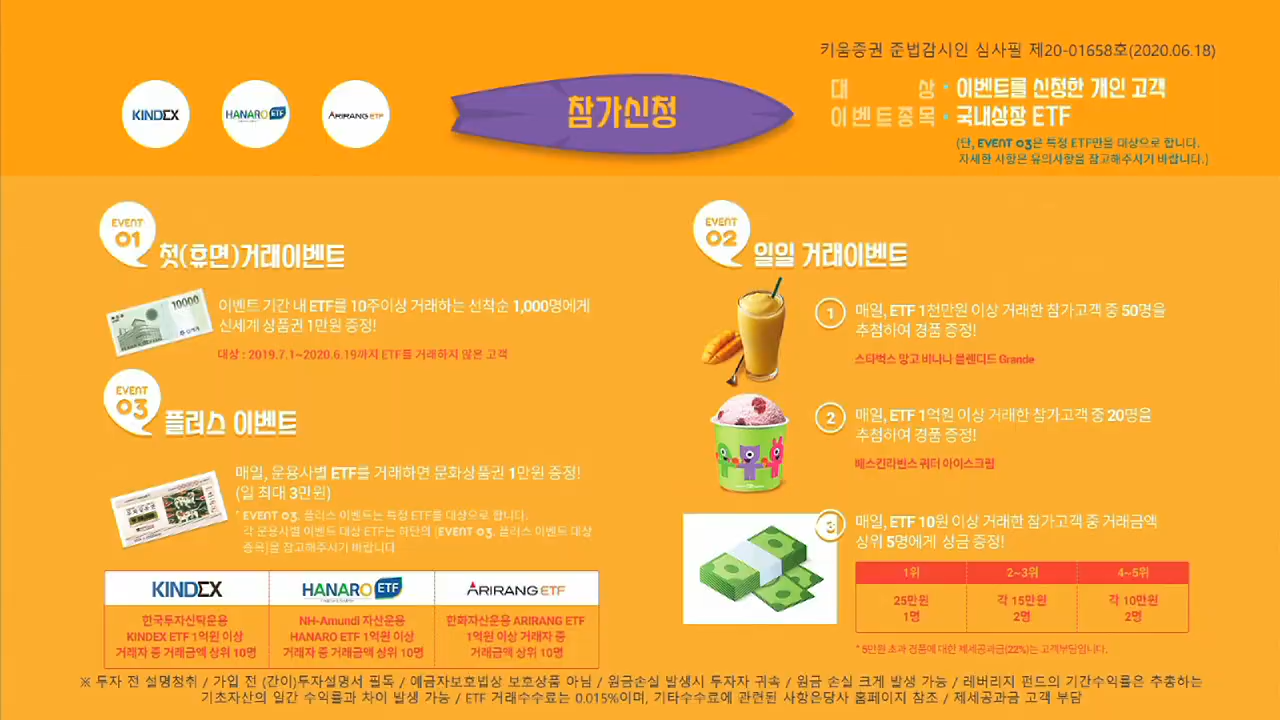 키움증권 준법감시인 심사필 제20-01658호(2020.06.18)
KINDEX
HANARO ETF
ARIRANG ETF
참가신청
대 상 · 이벤트를 신청한 개인 고객
이벤트종목 · 국내상장 ETF
(단, EVENT 03은 특정 ETF만을 대상으로 합니다.
자세한 사항은 유의사항을 참고해주시기 바랍니다.)
EVENT
01
첫(휴면)거래이벤트
10000
이벤트 기간 내 ETF를 10주이상 거래하는 선착순 1,000명에게
신세계 상품권 1만원 증정!
대상 : 2019.7.1~2020.6.19까지 ETF를 거래하지 않은 고객
EVENT
02
일일 거래이벤트
1
매일, ETF 1천만원 이상 거래한 참가고객 중 50명을
추첨하여 경품 증정!
스타벅스 망고 바나나 블렌디드 Grande
2
매일, ETF 1억원 이상 거래한 참가고객 중 20명을
추첨하여 경품 증정!
배스킨라빈스 쿼터 아이스크림
3
매일, ETF 10원 이상 거래한 참가고객 중 거래금액
상위 5명에게 상금 증정!
1위 2~3위 4~5위
25만원 각 15만원 각 10만원
1명 2명 2명
* 5만원 초과 경품에 대한 제세공과금(22%)는 고객부담입니다.
EVENT
03
플러스 이벤트
매일, 운용사별 ETF를 거래하면 문화상품권 1만원 증정!
(일 최대 3만원)
* EVENT 03. 플러스 이벤트는 특정 ETF를 대상으로 합니다.
각 운용사별 이벤트 대상 ETF는 하단의 [EVENT 03. 플러스 이벤트 대상
종목]을 참고해주시기 바랍니다
KINDEX HANARO ETF ARIRANG ETF
한국투자신탁운용 NH-Amundi 자산운용 한화자산운용 ARIRANG ETF
KINDEX ETF 1억원 이상 HANARO ETF 1억원 이상 1억원 이상 거래자 중
거래자 중 거래금액 상위 10명 거래자 중 거래금액 상위 10명 거래금액 상위 10명
※ 투자 전 설명청취 / 가입 전 (간이)투자설명서 필독 / 예금자보호법상 보호상품 아님 / 원금손실 발생시 투자자 귀속 / 원금 손실 크게 발생 가능 / 레버리지 펀드의 기간수익률은 추종하는
기초자산의 일간 수익률과 차이 발생 가능 / ETF 거래수수료는 0.015%이며, 기타수수료에 관련된 사항은당사 홈페이지 참조 / 제세공과금 고객 부담